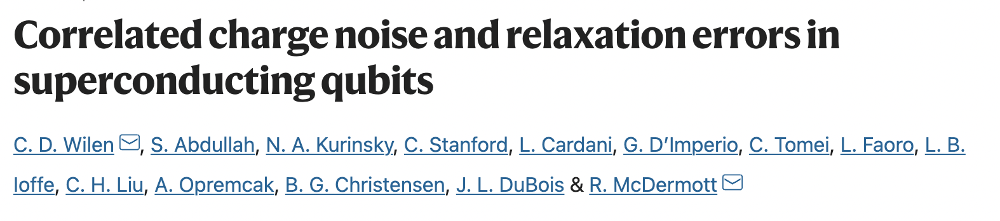 Correlated charge noise and relaxation errors in
superconducting qubits
C. D. Wilen, S. Abdullah, N. A. Kurinsky, C. Stanford, L. Cardani, G. D’Imperio, C. Tomei, L. Faoro, L. B.
Ioffe, C. H. Liu, A. Opremcak, B. G. Christensen, J. L. DuBois & R. McDermott